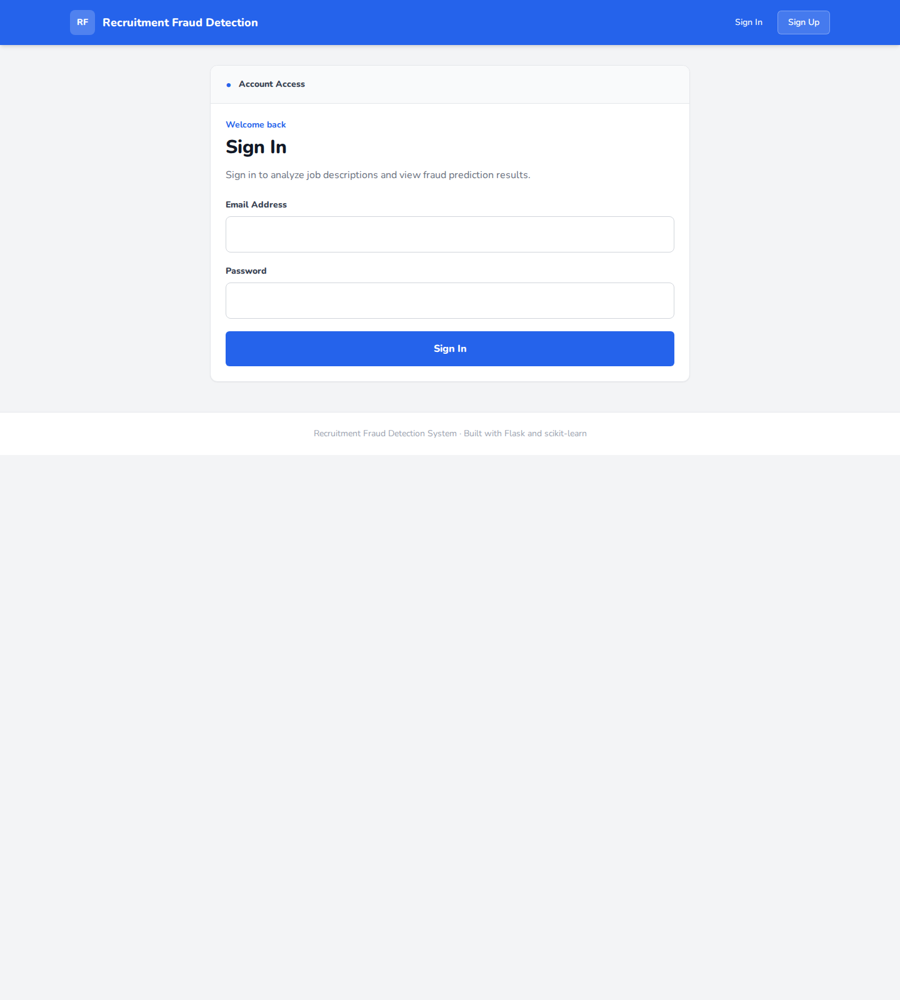 RF
Recruitment Fraud Detection
Sign In
Sign Up
Account Access
Welcome back
Sign In
Sign in to analyze job descriptions and view fraud prediction results.
Email Address
Password
Sign In
Recruitment Fraud Detection System · Built with Flask and scikit-learn